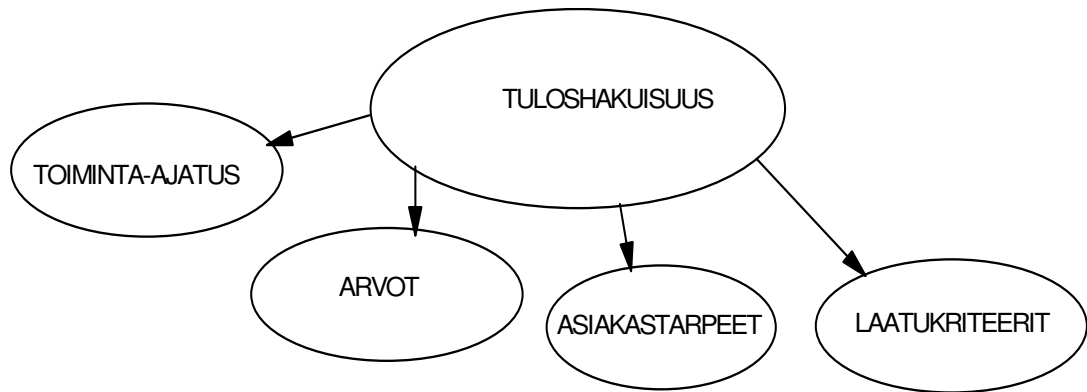 TULOSHAKUISUUS
TOIMINTA-AJATUS
ARVOT
ASIAKASTARPEET
LAATUKRITEERIT